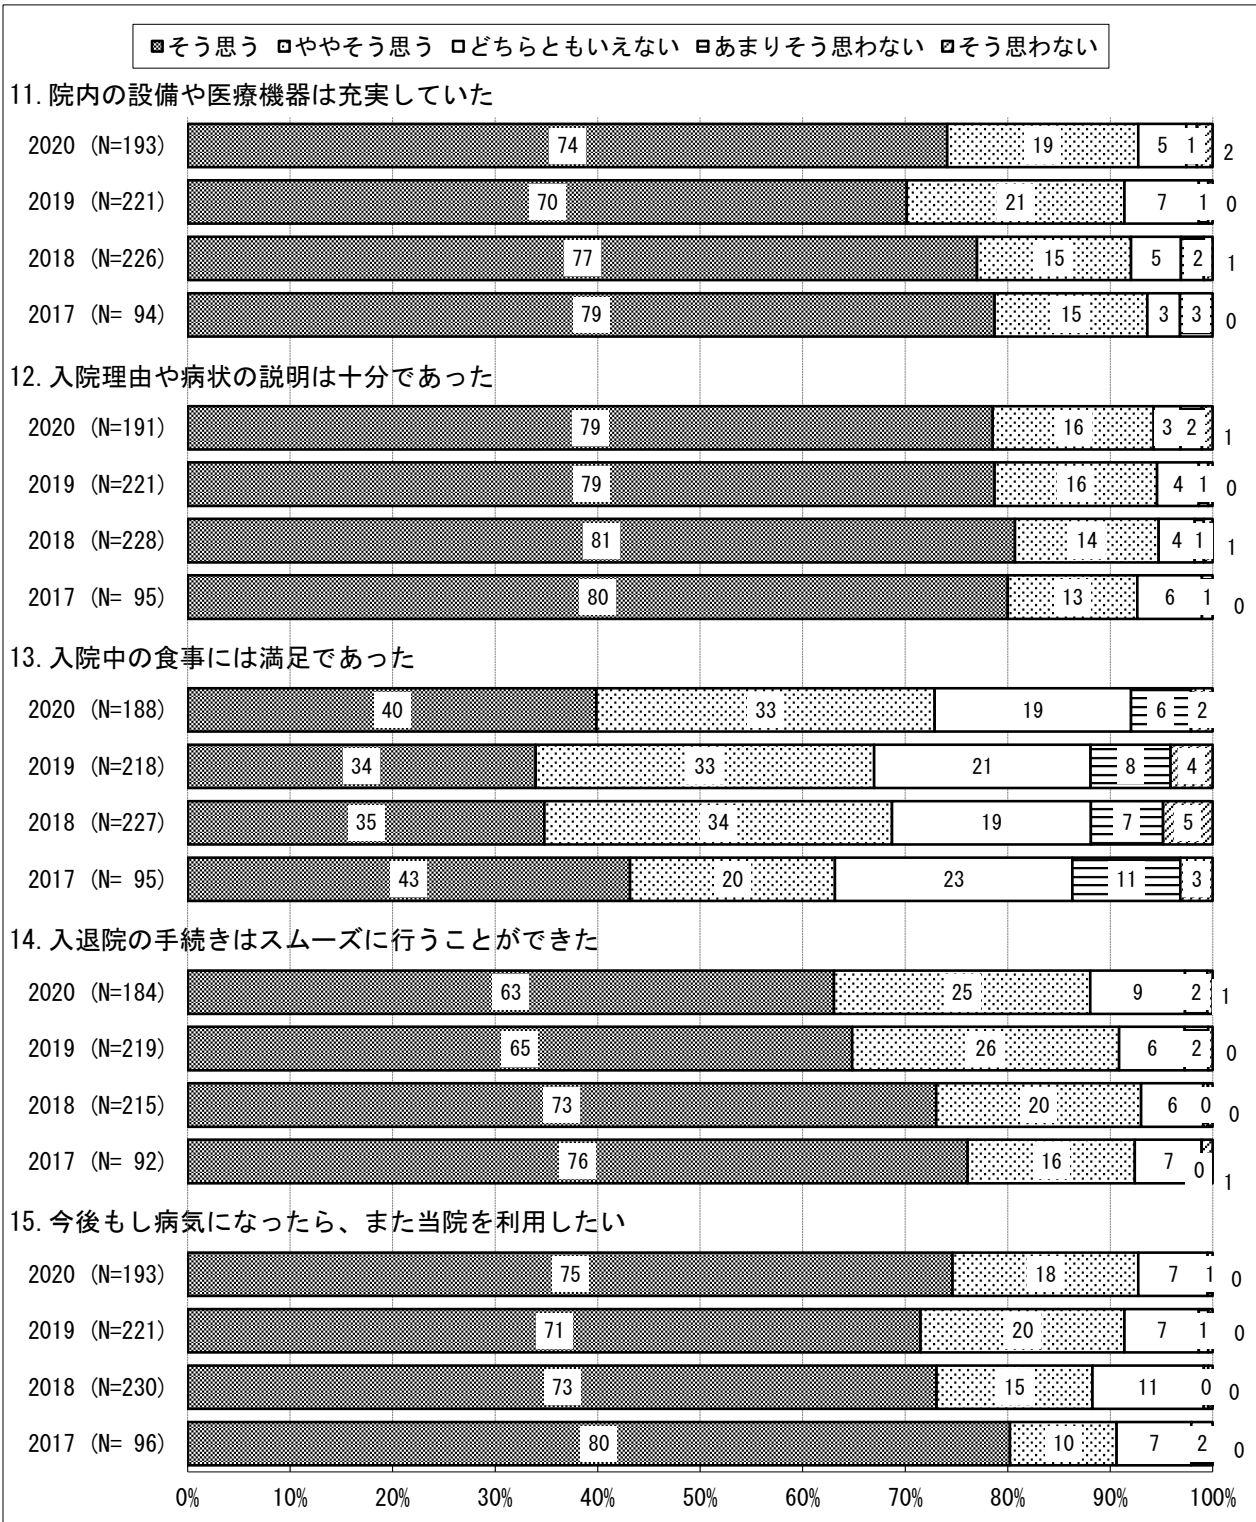 そう思う ややそう思う どちらともいえない あまりそう思わない そう思わない
11. 院内の設備や医療機器は充実していた
2020 (N=193) 74 19 5 1 2
2019 (N=221) 70 21 7 1 0
2018 (N=226) 77 15 5 2 1
2017 (N= 94) 79 15 3 3 0
12. 入院理由や病状の説明は十分であった
2020 (N=191) 79 16 3 2 1
2019 (N=221) 79 16 4 1 0
2018 (N=228) 81 14 4 1 1
2017 (N= 95) 80 13 6 1 0
13. 入院中の食事には満足であった
2020 (N=188) 40 33 19 6 2
2019 (N=218) 34 33 21 8 4
2018 (N=227) 35 34 19 7 5
2017 (N= 95) 43 20 23 11 3
14. 入退院の手続きはスムーズに行うことができた
2020 (N=184) 63 25 9 2 1
2019 (N=219) 65 26 6 2 0
2018 (N=215) 73 20 6 0 0
2017 (N= 92) 76 16 7 0 1
15. 今後もし病気になったら、また当院を利用したい
2020 (N=193) 75 18 7 1 0
2019 (N=221) 71 20 7 1 0
2018 (N=230) 73 15 11 0 0
2017 (N= 96) 80 10 7 2 0
0% 10% 20% 30% 40% 50% 60% 70% 80% 90% 100%